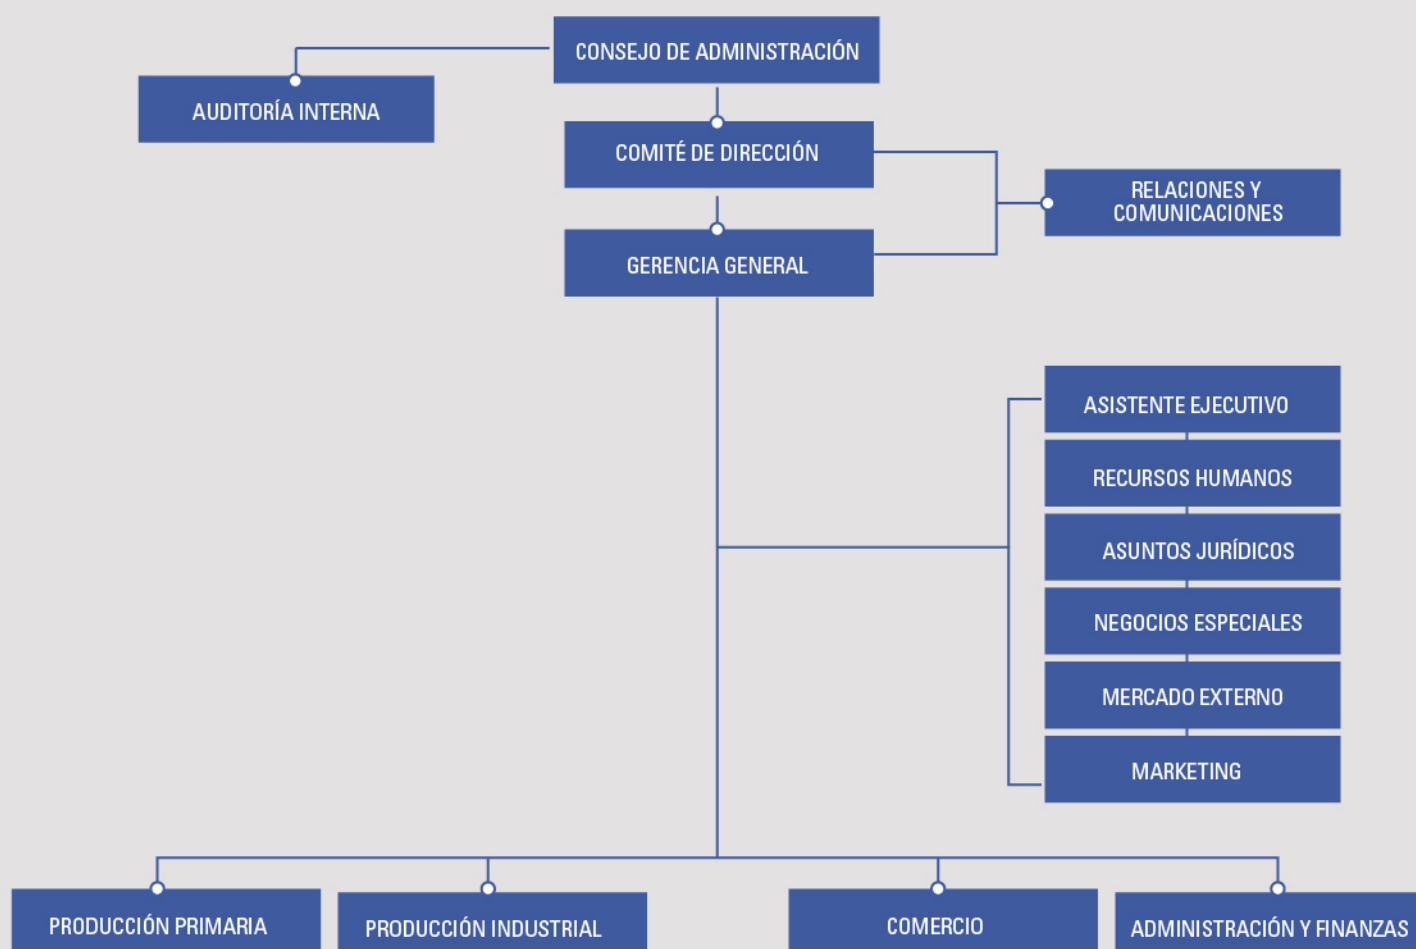 CONSEJO DE ADMINISTRACIÓN
AUDITORÍA INTERNA
COMITÉ DE DIRECCIÓN
RELACIONES Y
COMUNICACIONES
GERENCIA GENERAL
ASISTENTE EJECUTIVO
RECURSOS HUMANOS
ASUNTOS JURÍDICOS
NEGOCIOS ESPECIALES
MERCADO EXTERNO
MARKETING
PRODUCCIÓN PRIMARIA
PRODUCCIÓN INDUSTRIAL
COMERCIO
ADMINISTRACIÓN Y FINANZAS